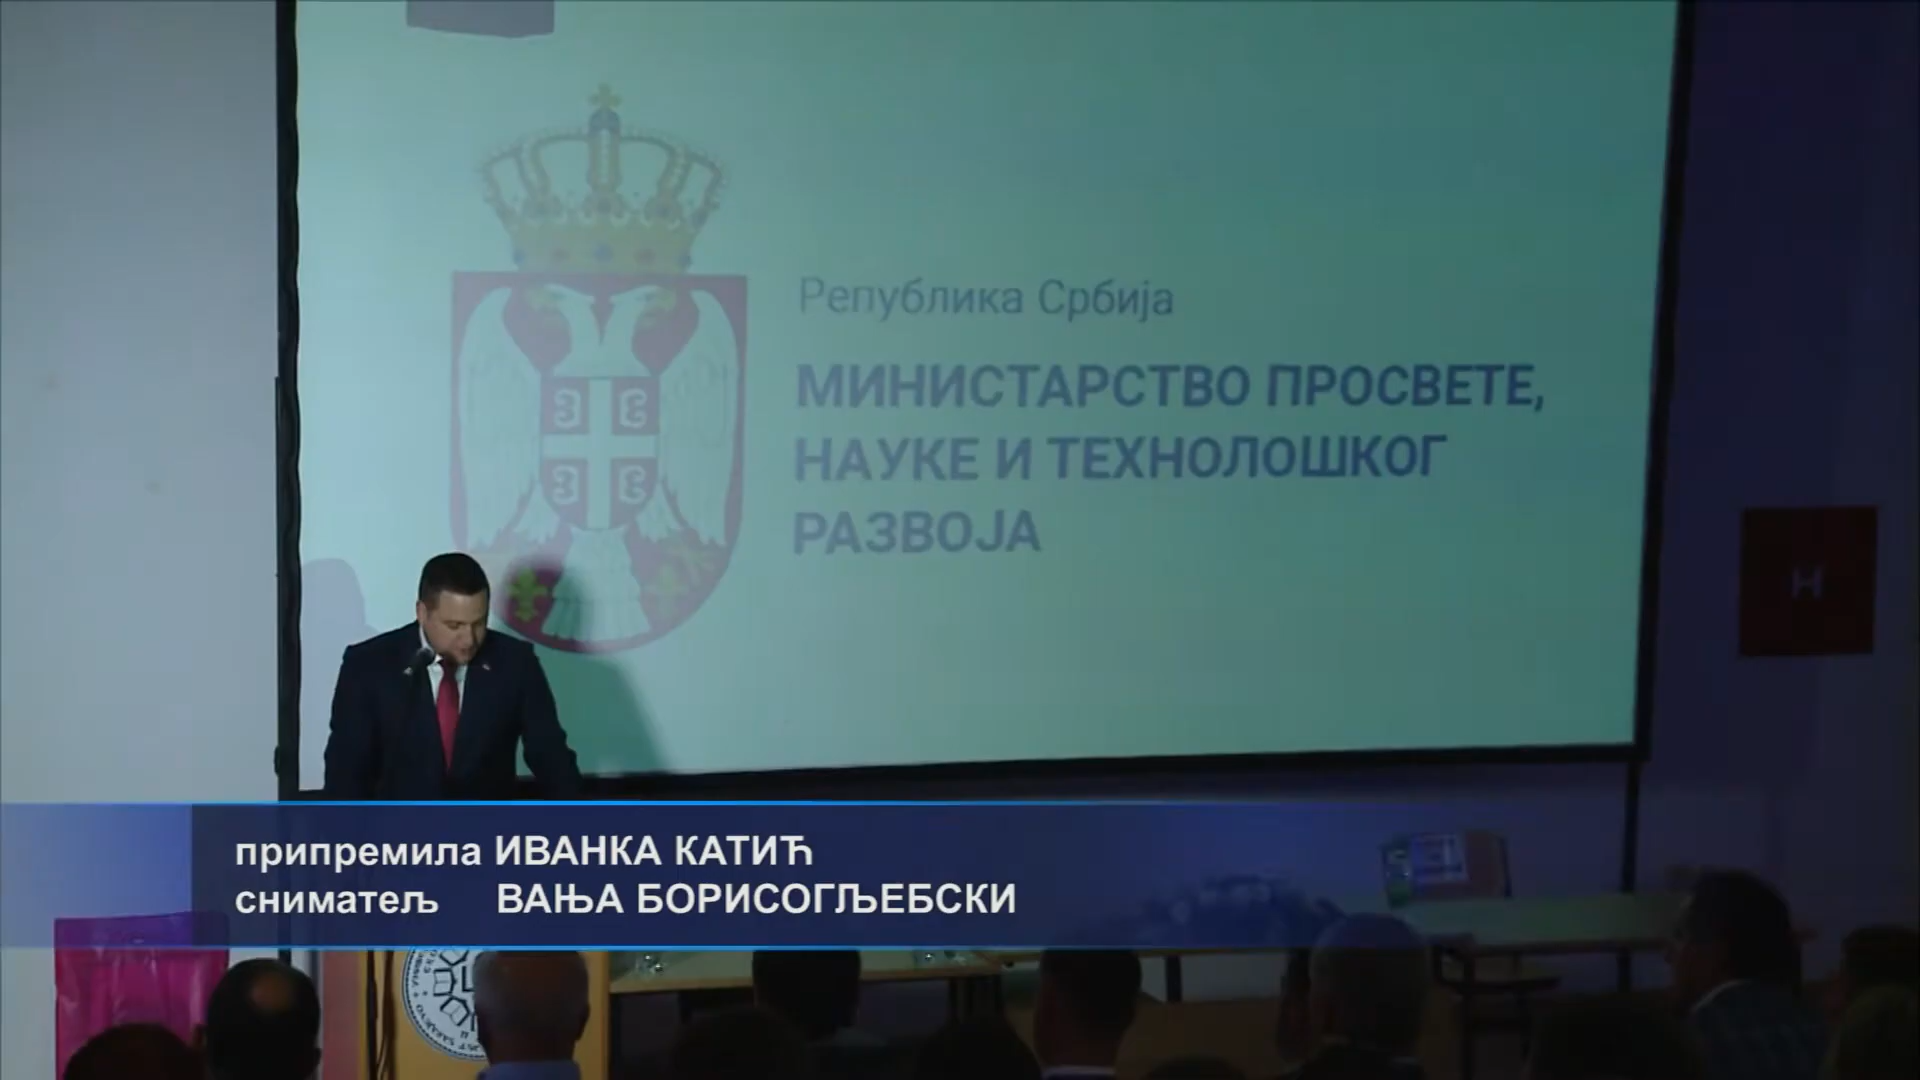 Република Србија
МИНИСТАРСТВО ПРОСВЕТЕ,
НАУКЕ И ТЕХНОЛОШКОГ
РАЗВОЈА
Н
припремила ИВАНКА КАТИЋ
сниматељ ВАЊА БОРИСОГЉЕБСКИ